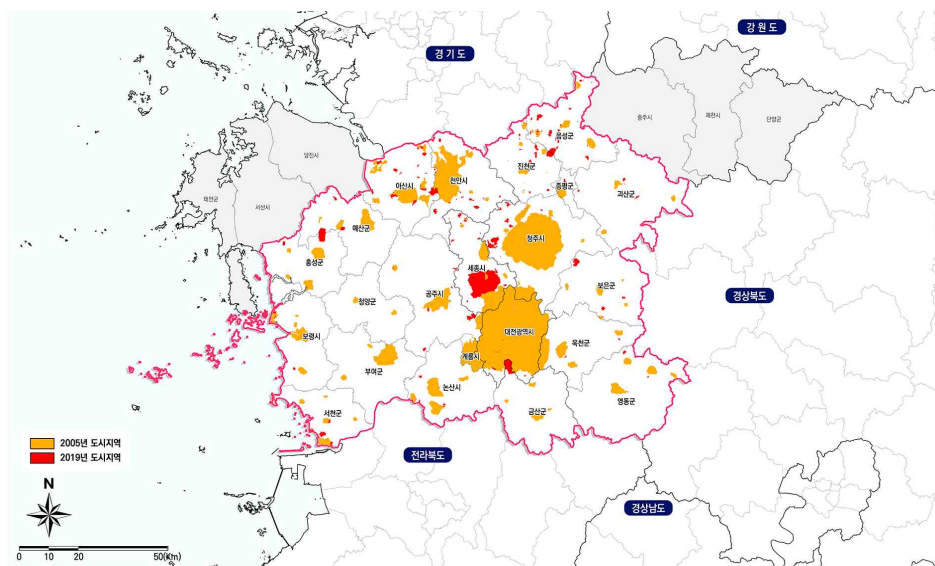 강원도
경기도
충주시
제천시
단양군
음성군
당진시
진천군
아산시
천안시
증평군
괴산군
태안군
서산시
예산군
청주시
홍성군
세종시
보은군
경상북도
청양군
공주시
대전광역시
보령시
옥천군
계룡시
부여군
논산시
영동군
서천군
금산군
2005년 도시지역
2019년 도시지역
전라북도
N
경상남도
0 10 20 50(Km)